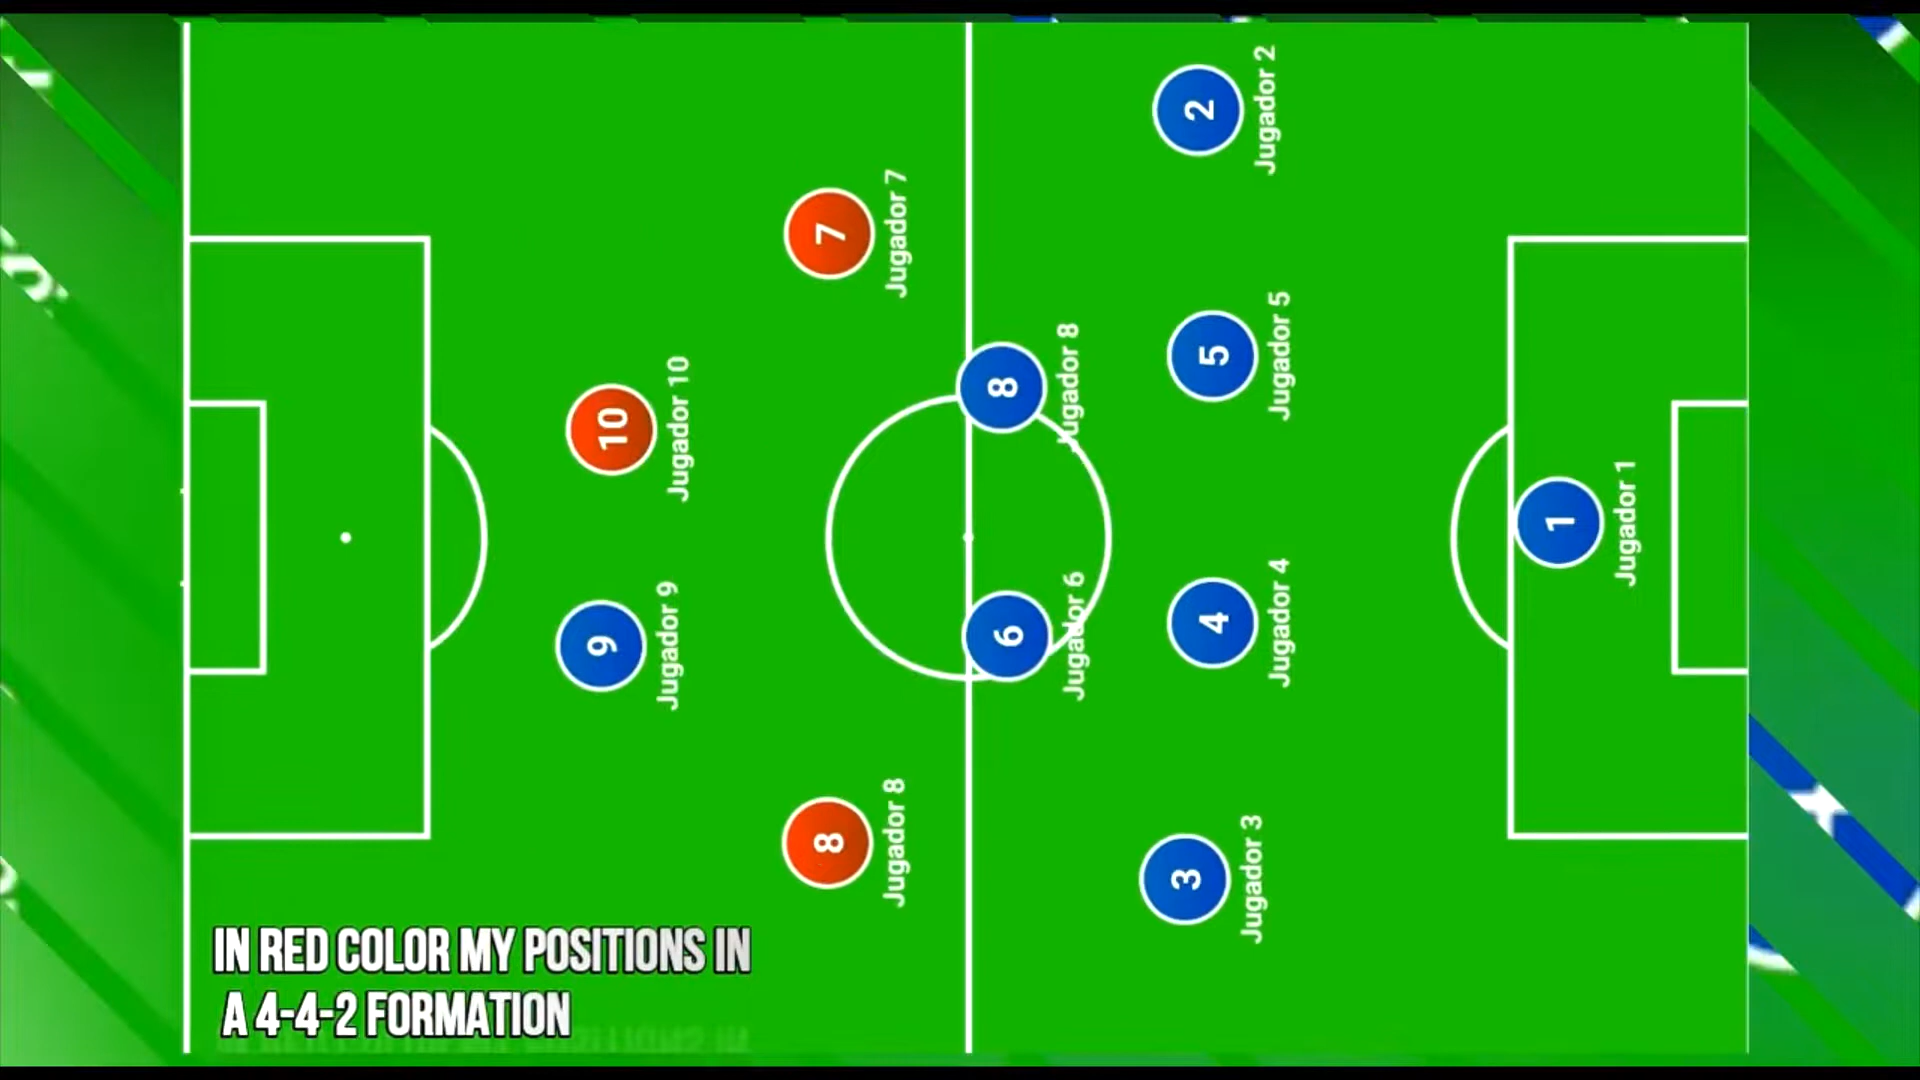 2
Jugador 2
7
Jugador 7
8
Jugador 8
5
Jugador 5
10
Jugador 10
1
Jugador 1
9
Jugador 9
6
Jugador 6
4
Jugador 4
8
Jugador 8
3
Jugador 3
IN RED COLOR MY POSITIONS IN
A 4-4-2 FORMATION